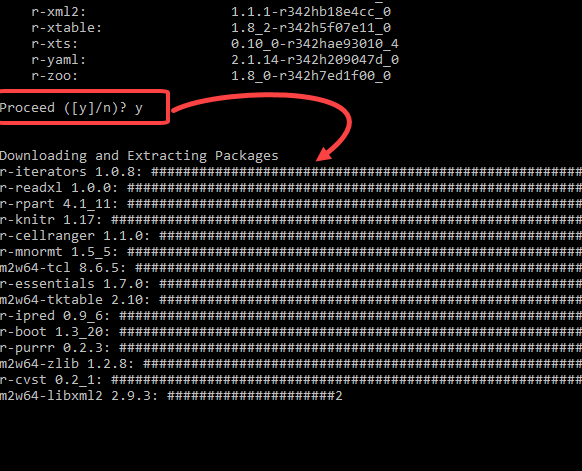 r-xml2: 1.1.1-r342hb18e4cc_0
r-xtable: 1.8_2-r342h5f07e11_0
r-xts: 0.10_0-r342hae93010_4
r-yaml: 2.1.14-r342h209047d_0
r-zoo: 1.8_0-r342h7ed1f00_0
Proceed ([y]/n)? y
Downloading and Extracting Packages
r-iterators 1.0.8: ######################################################
r-readxl 1.0.0: #########################################################
r-rpart 4.1_11: #########################################################
r-knitr 1.17: ###########################################################
r-cellranger 1.1.0: #####################################################
r-mnormt 1.5_5: #########################################################
m2w64-tcl 8.6.5: ########################################################
r-essentials 1.7.0: #####################################################
m2w64-tktable 2.10: #####################################################
r-ipred 0.9_6: ##########################################################
r-boot 1.3_20: ##########################################################
r-purrr 0.2.3: ##########################################################
m2w64-zlib 1.2.8: #######################################################
r-cvst 0.2_1: ###########################################################
m2w64-libxml2 2.9.3: #####################2